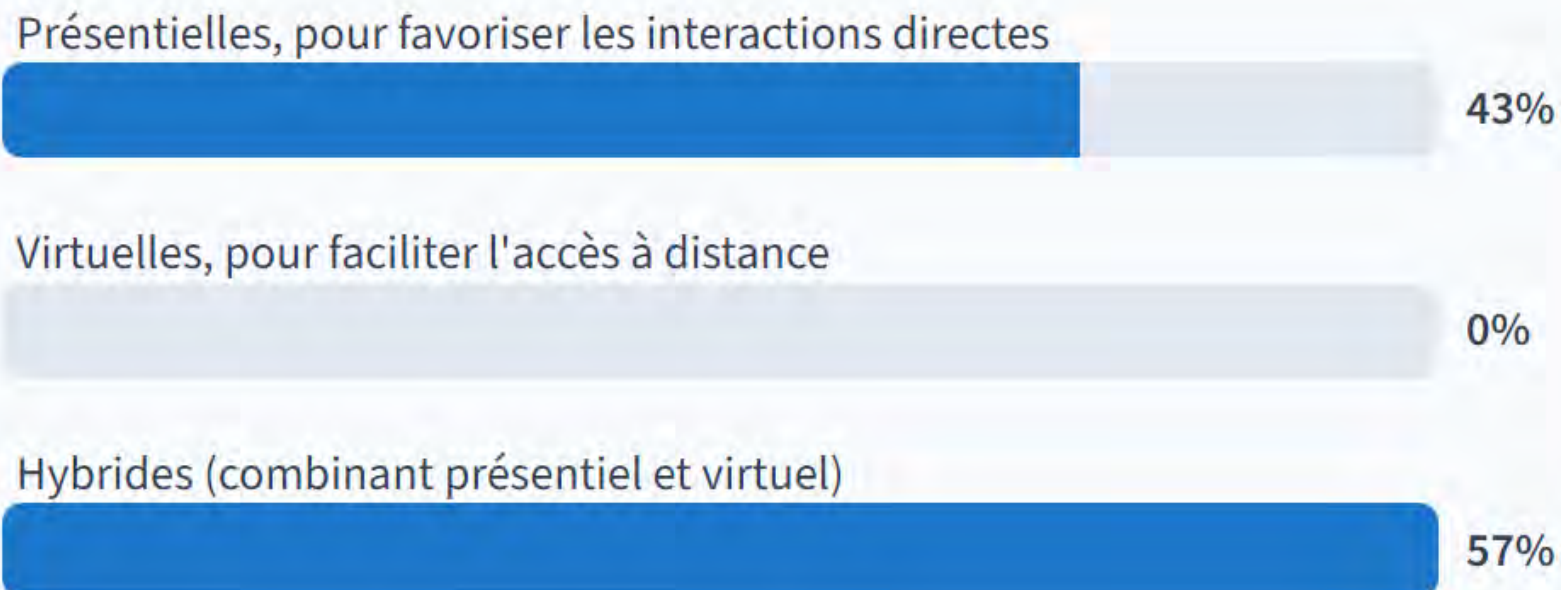 Présentielles, pour favoriser les interactions directes
43%
Virtuelles, pour faciliter l'accès à distance
0%
Hybrides (combinant présentiel et virtuel)
57%